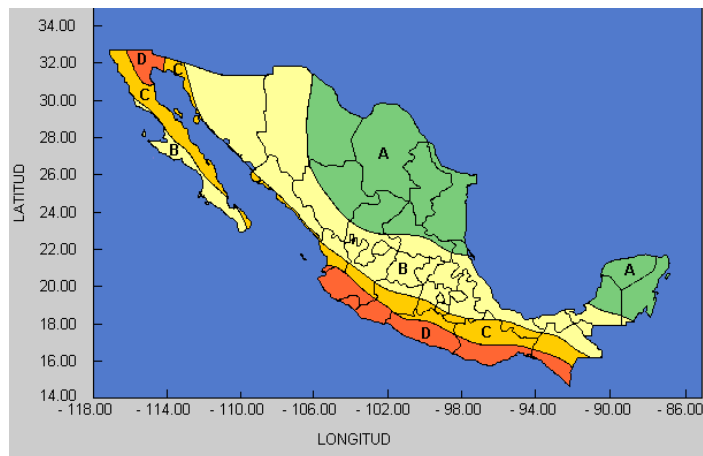 34.00
32.00
30.00
28.00
26.00
24.00
22.00
20.00
18.00
16.00
14.00
LATITUD
D
C
C
B
A
A
B
C
D
- 118.00 - 114.00 - 110.00 - 106.00 - 102.00 - 98.00 - 94.00 - 90.00 - 86.00
LONGITUD